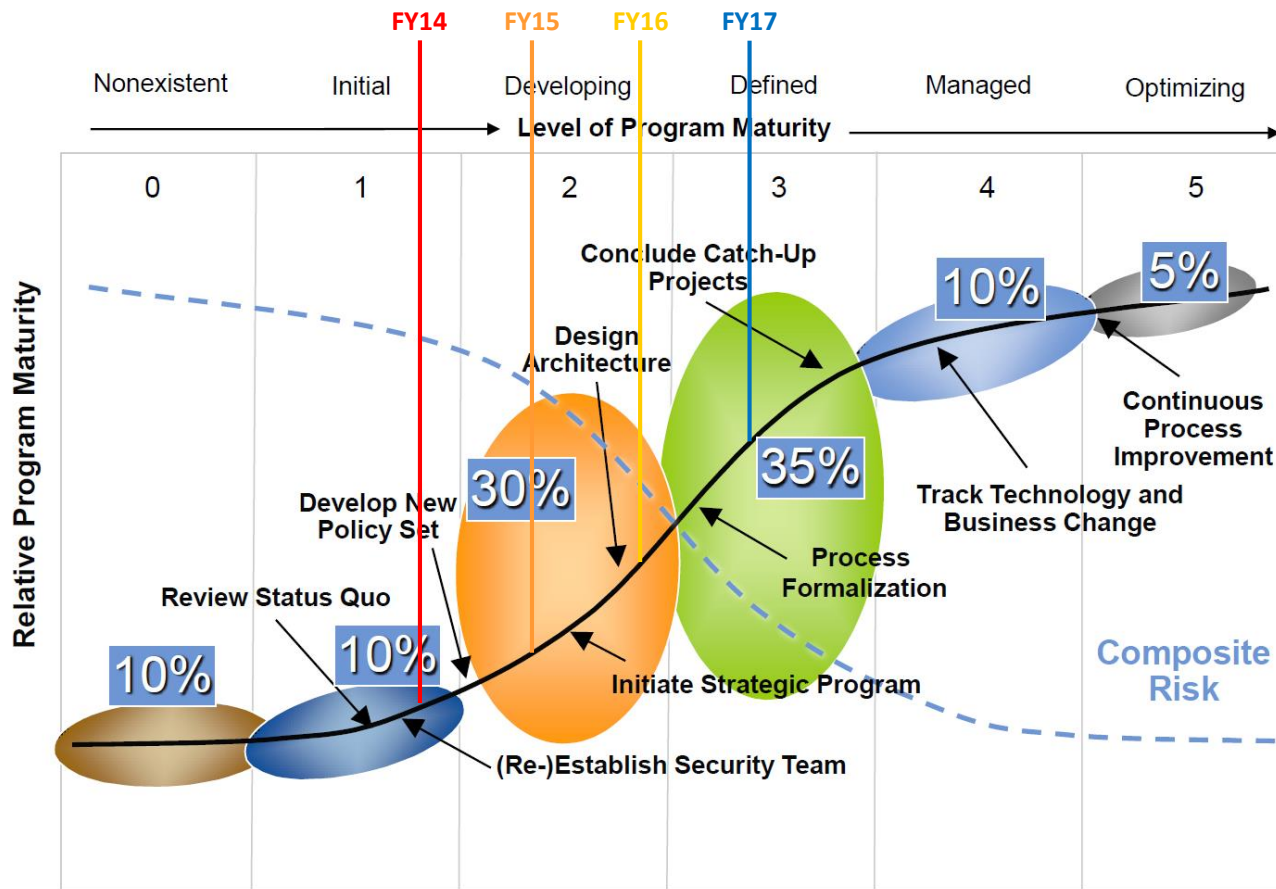 FY14 FY15 FY16 FY17
Nonexistent Initial Developing Defined Managed Optimizing
Level of Program Maturity
0 1 2 3 4 5
Relative Program Maturity
Conclude Catch-Up
Projects
10%
5%
Design
Architecture
Continuous
Process
Improvement
30%
35%
Develop New
Policy Set
Track Technology and
Business Change
Process
Formalization
Review Status Quo
10%
10%
Initiate Strategic Program
Composite
Risk
(Re-)Establish Security Team